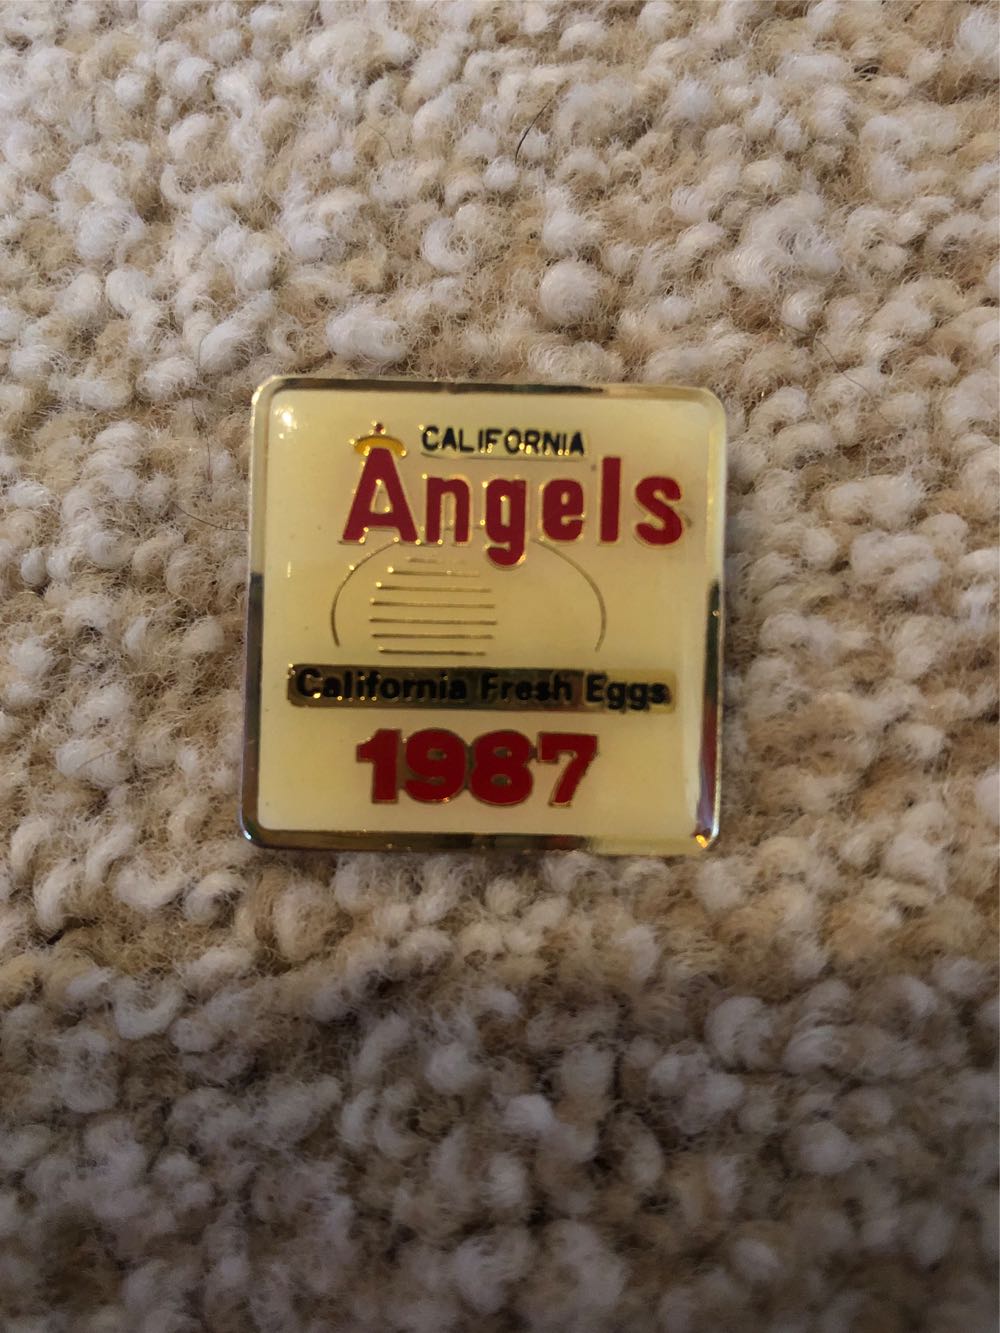 CALIFORNIA
Angels
California Fresh Eggs
1987